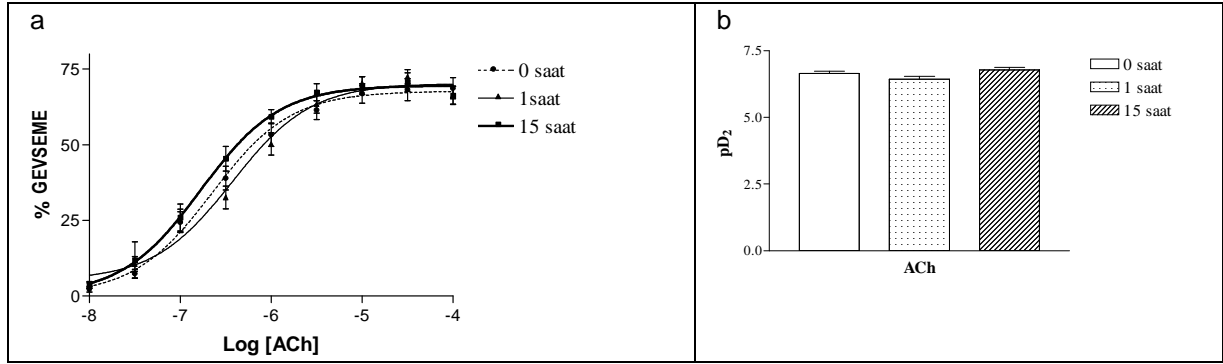 a
% GEVSEME
75
50
25
0
-8
-7
-6
-5
-4
Log [ACh]
0 saat
1saat
15 saat
b
pD2
7.5
5.0
2.5
0.0
ACh
0 saat
1 saat
15 saat